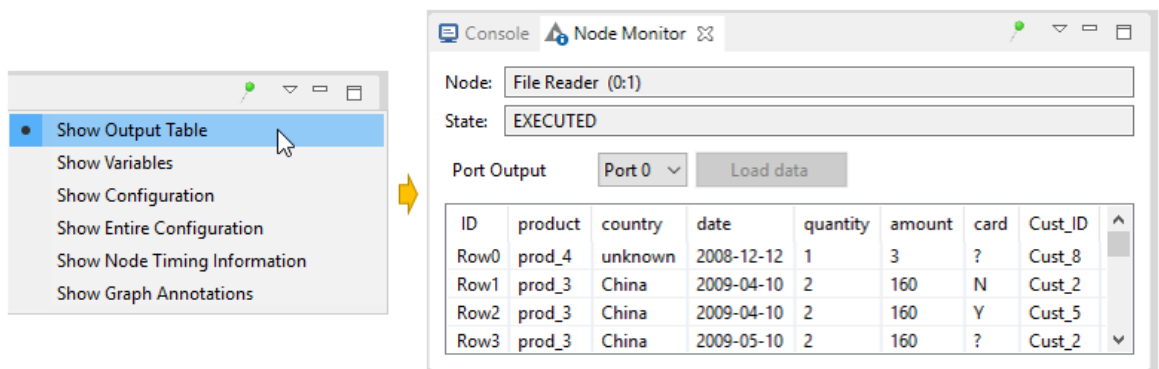 Show Output Table
Show Variables
Show Configuration
Show Entire Configuration
Show Node Timing Information
Show Graph Annotations
Console Node Monitor
Node: File Reader (0:1)
State: EXECUTED
Port Output Port 0 Load data
ID product country date quantity amount card Cust_ID
Row0 prod_4 unknown 2008-12-12 1 3 ? Cust_8
Row1 prod_3 China 2009-04-10 2 160 N Cust_2
Row2 prod_3 China 2009-04-10 2 160 Y Cust_5
Row3 prod_3 China 2009-05-10 2 160 ? Cust_2